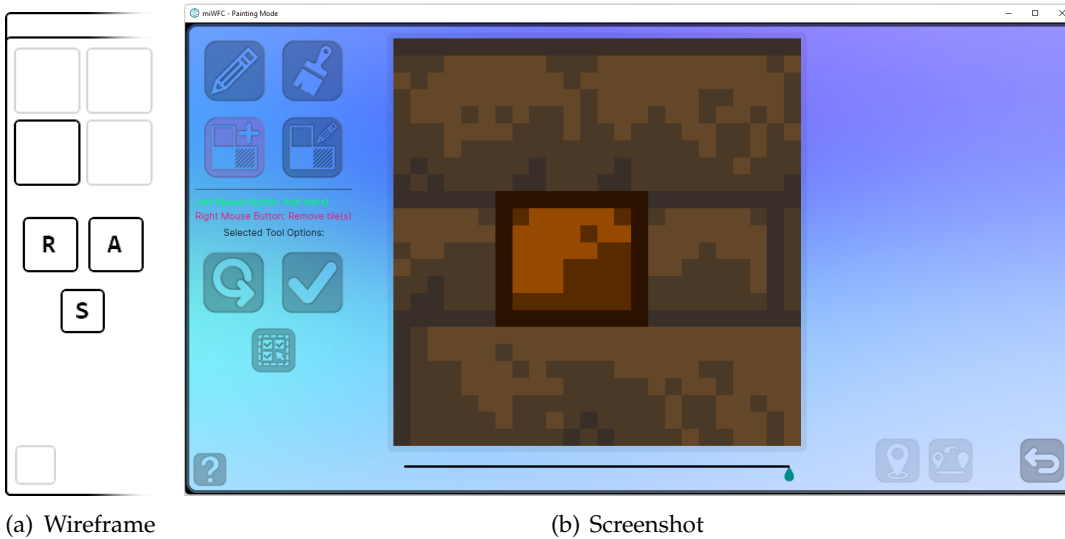 miWFC - Painting Mode
R A
S
Left Mouse Button: Add tile(s)
Right Mouse Button: Remove tile(s)
Selected Tool Options:
?
(a) Wireframe
(b) Screenshot